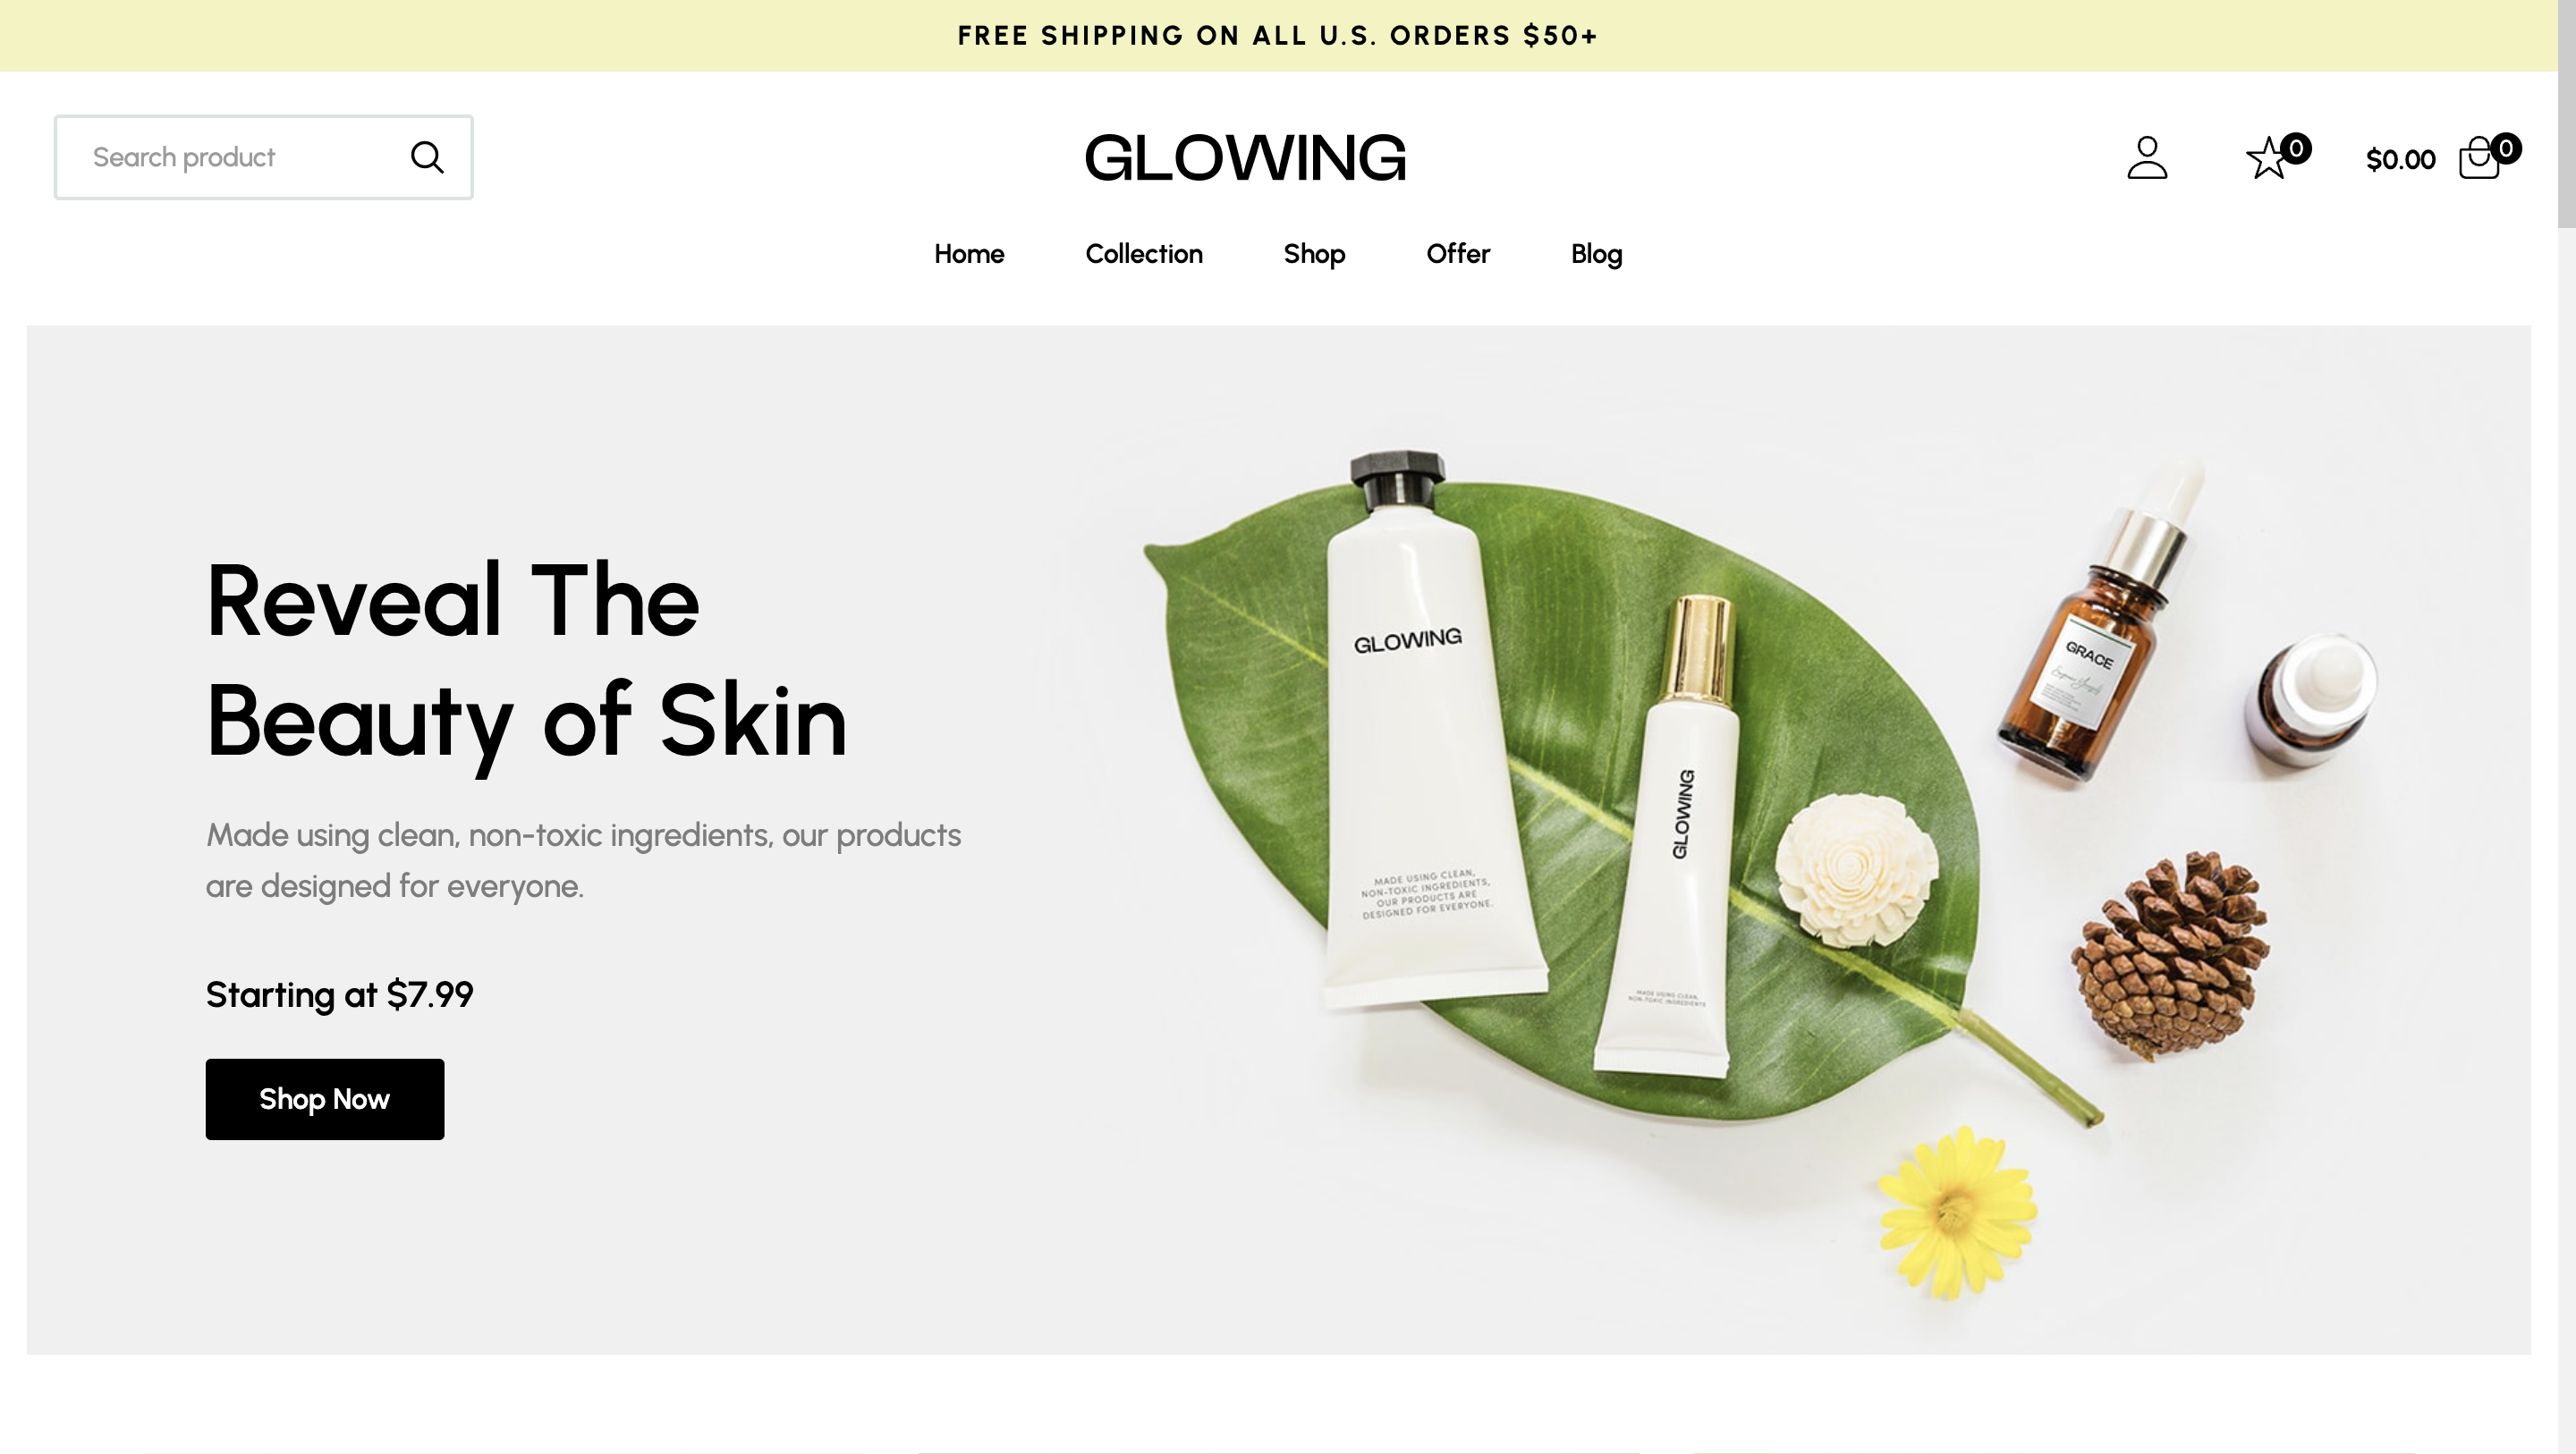 FREE SHIPPING ON ALL U.S. ORDERS $50+
Search product
GLOWING
0
$0.00
0
Home
Collection
Shop
Offer
Blog
Reveal The
Beauty of Skin
Made using clean, non-toxic ingredients, our products
are designed for everyone.
Starting at $7.99
Shop Now
GLOWING
MADE USING CLEAN,
NON-TOXIC INGREDIENTS,
OUR PRODUCTS ARE
DESIGNED FOR EVERYONE.
GLOWING
MADE USING CLEAN,
NON-TOXIC INGREDIENTS
GRACE